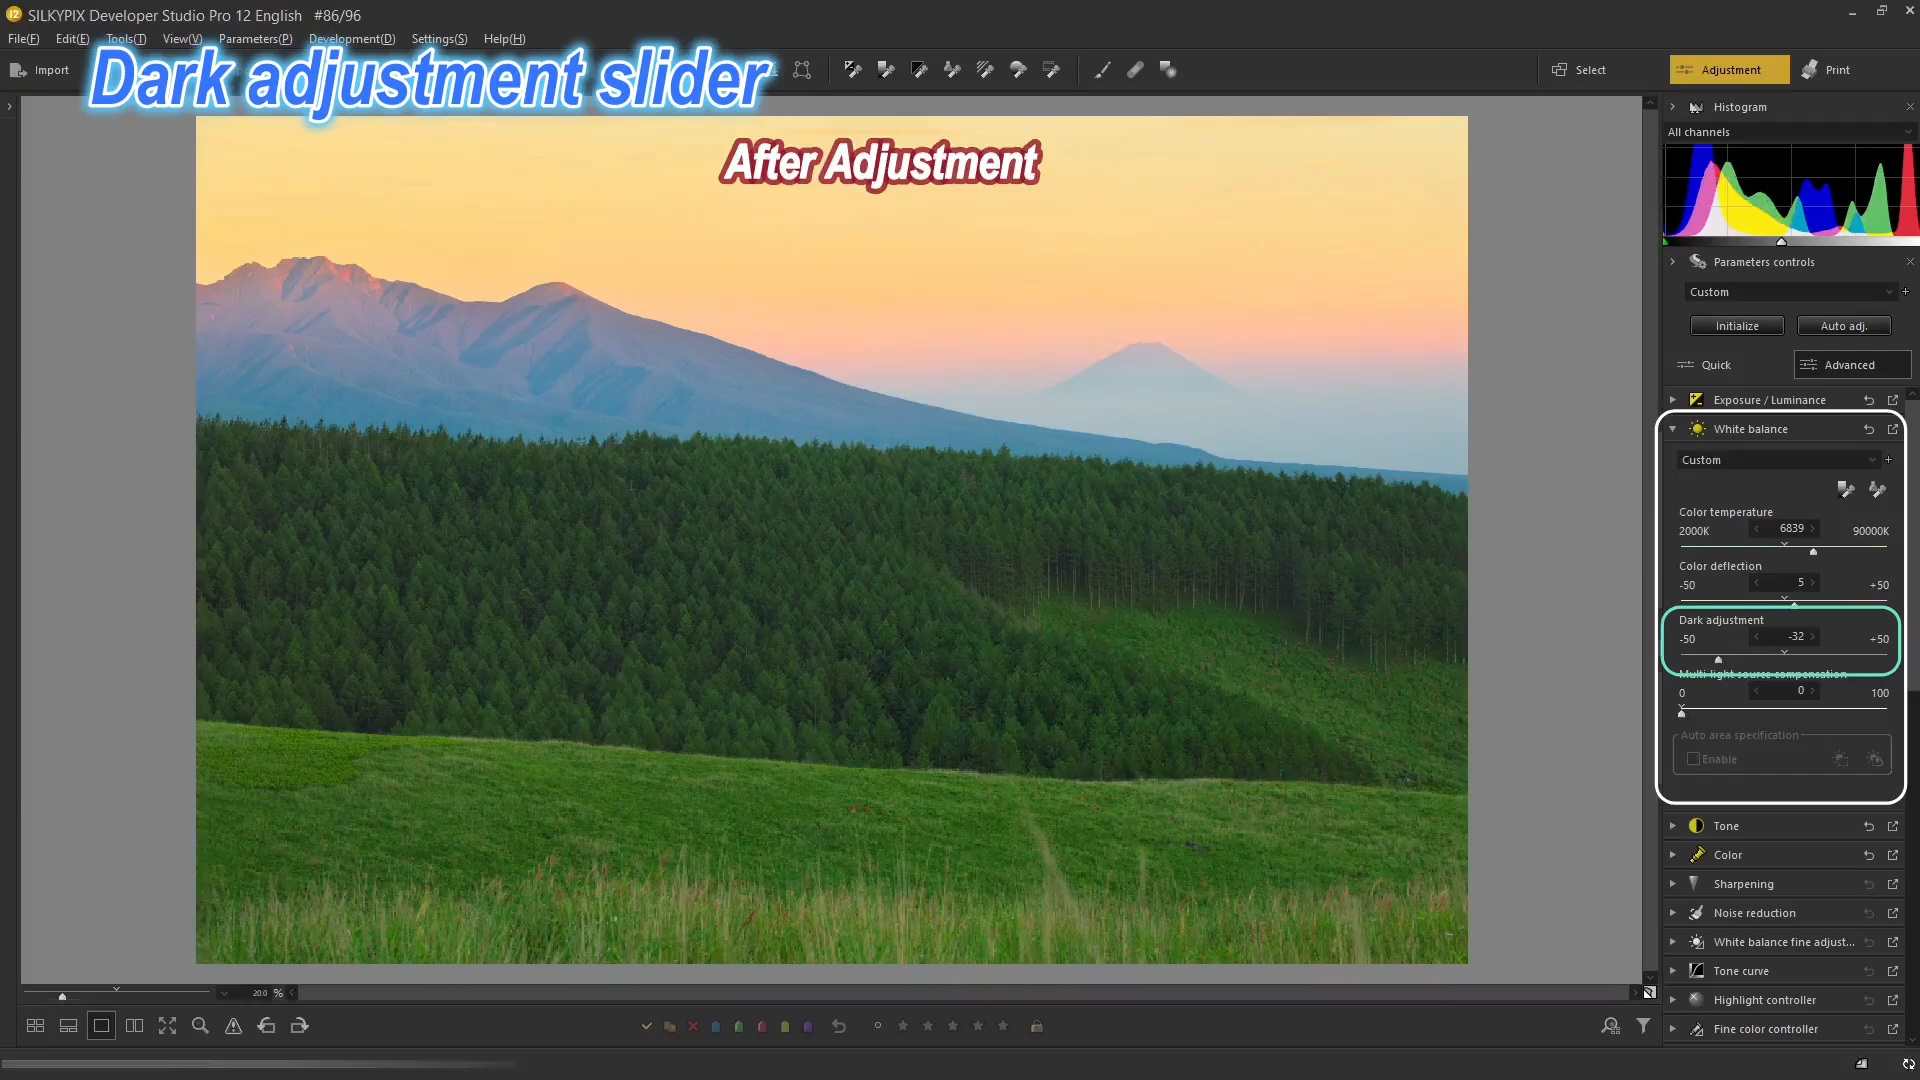 SILKYPIX Developer Studio Pro 12 English #86/96
File(F) Edit(E) Tools(T) View(V) Parameters(P) Development(D) Settings(S) Help(H)
Import
Dark adjustment slider
Select
Adjustment
Print
After Adjustment
Histogram
All channels
Parameters controls
Custom
Initialize
Auto adj.
Quick
Advanced
Exposure / Luminance
White balance
Custom
Color temperature
2000K 6839 90000K
Color deflection
-50 5 +50
Dark adjustment
-50 -32 +50
Multi light source compensation
0 0 100
Auto area specification
Enable
Tone
Color
Sharpening
Noise reduction
White balance fine adjust...
Tone curve
Highlight controller
Fine color controller
20.0 %